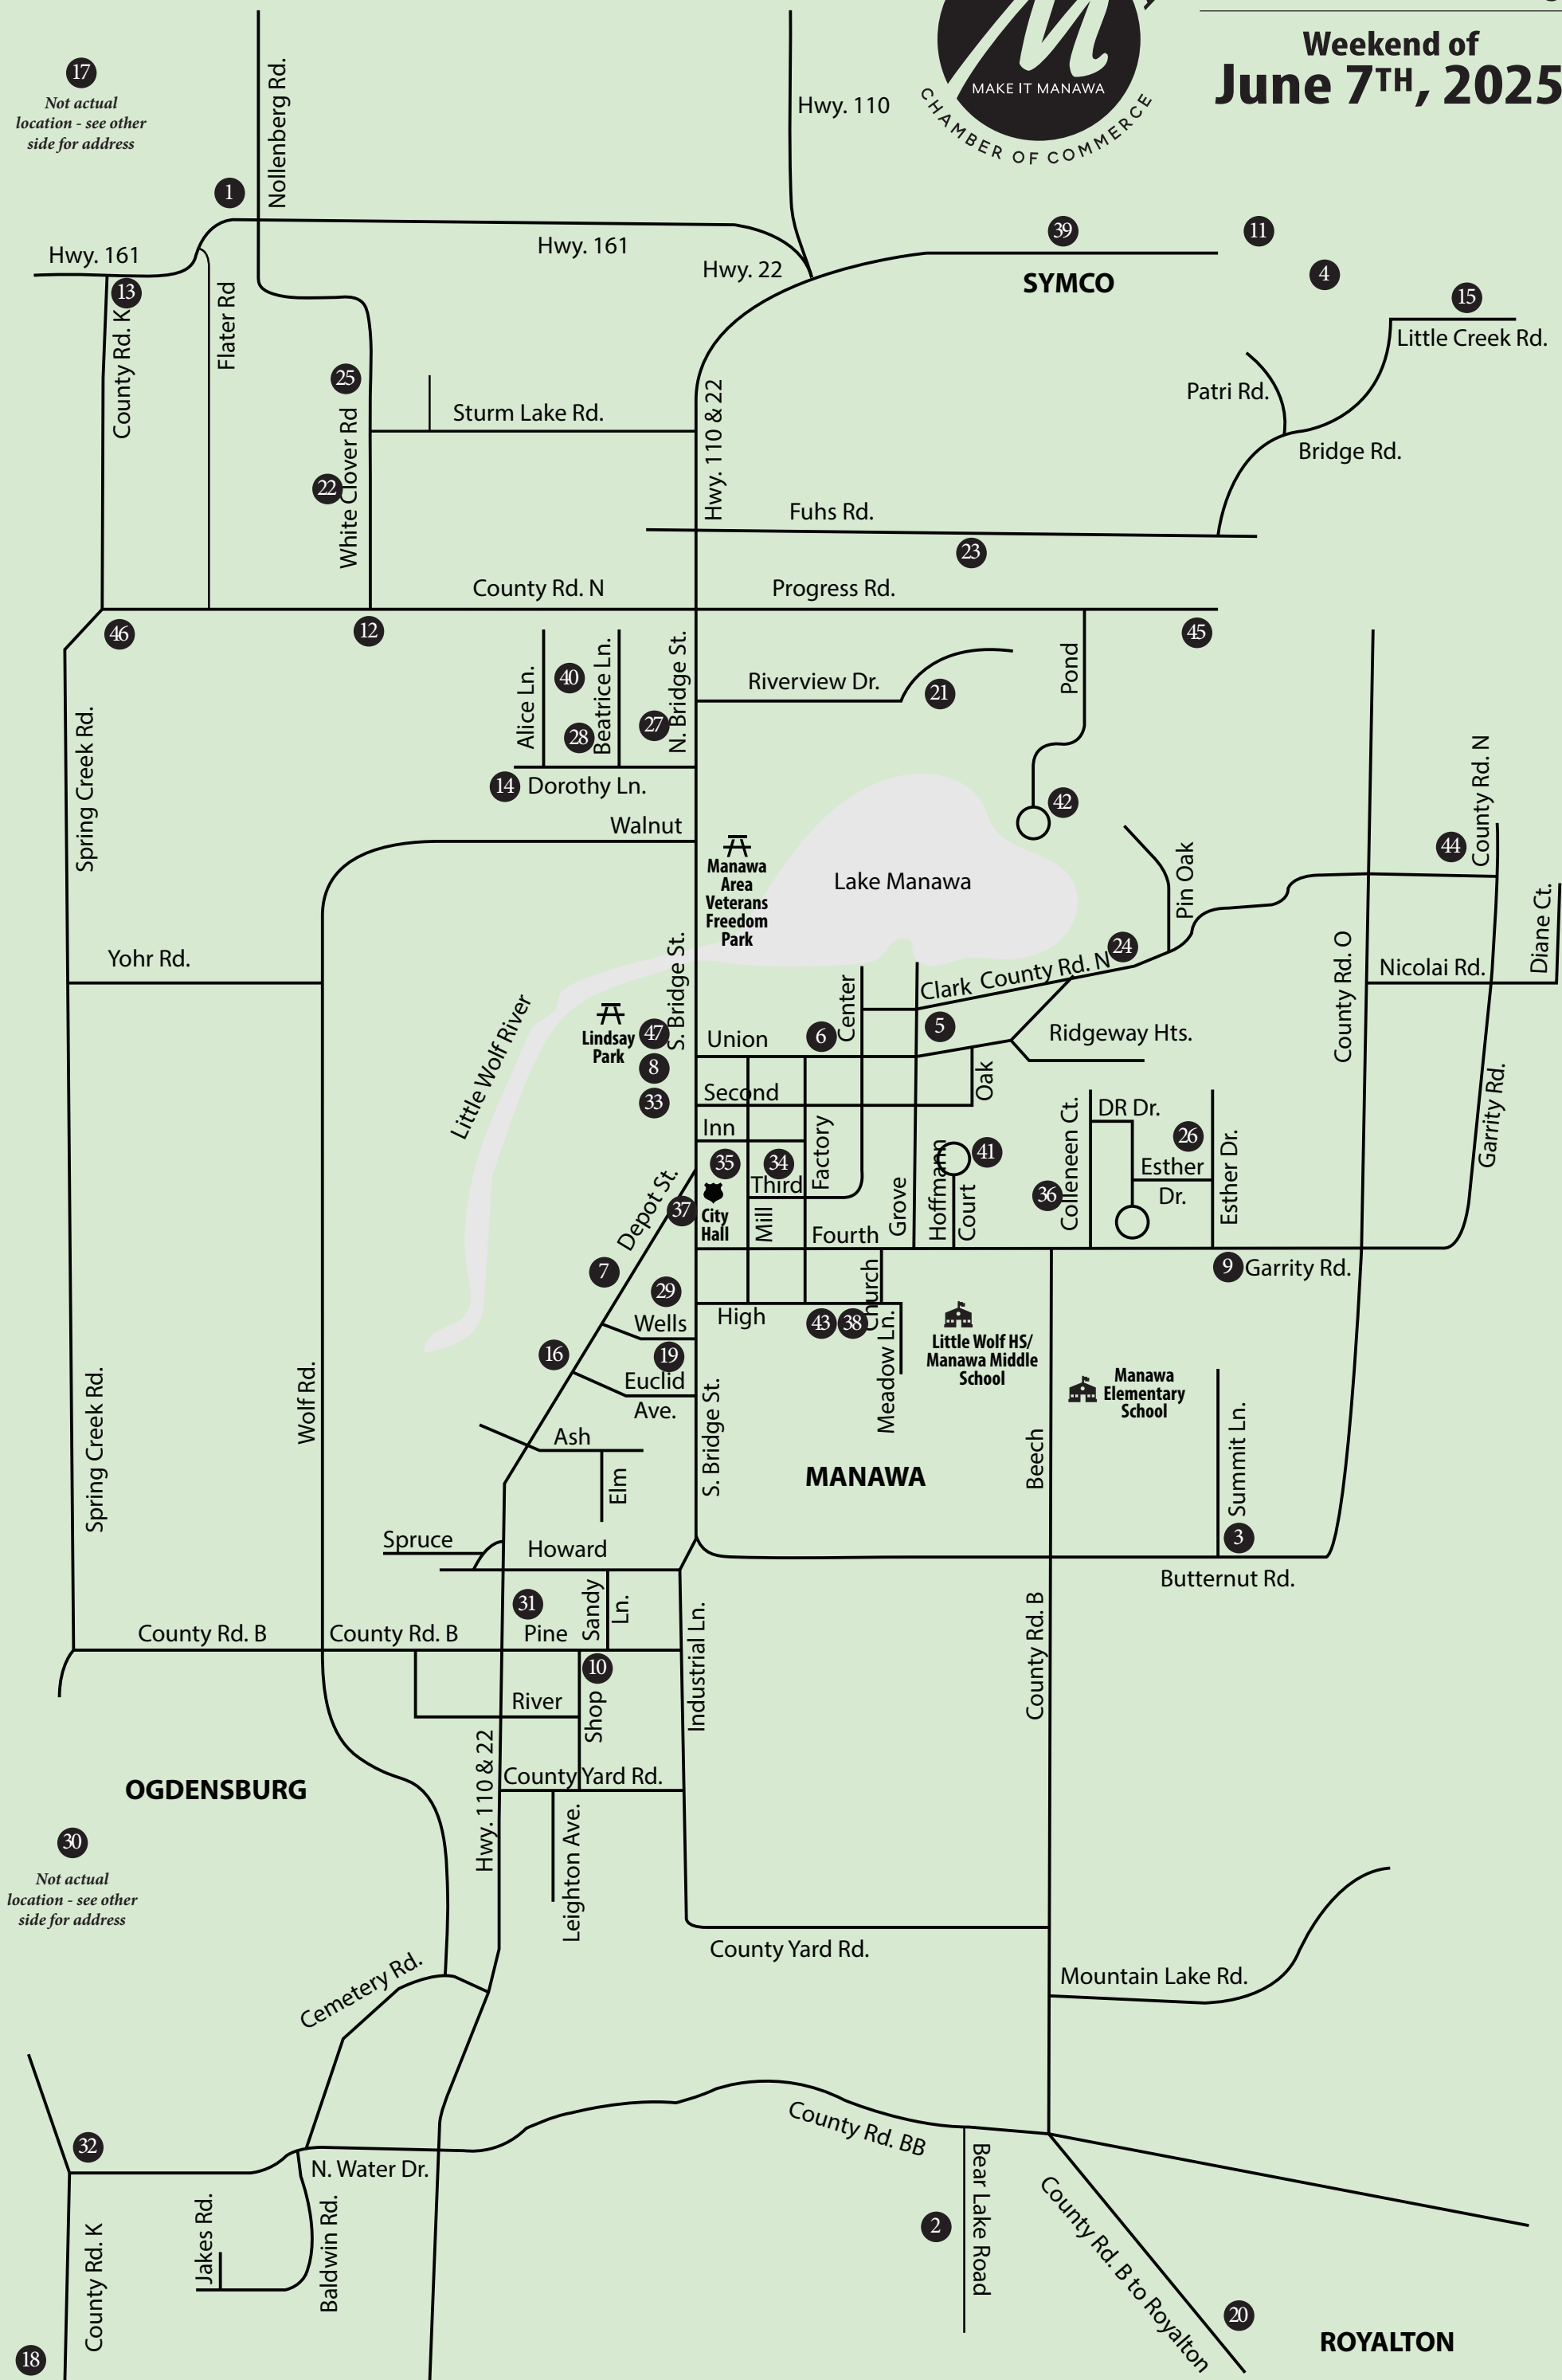 M
MAKE IT MANAWA
CHAMBER OF COMMERCE
Weekend of
June 7TH, 2025
17
Not actual
location - see other
side for address
Nollenberg Rd.
Hwy. 110
1
Hwy. 161
Hwy. 161
Hwy. 22
39
11
SYMCO
4
13
15
Little Creek Rd.
County Rd. K
Flater Rd
25
Patri Rd.
Sturm Lake Rd.
Hwy. 110 & 22
Bridge Rd.
White Clover Rd
22
Fuhs Rd.
23
County Rd. N
Progress Rd.
46
12
45
Alice Ln.
40
Beatrice Ln.
N. Bridge St.
Riverview Dr.
21
Pond
28
27
14
Dorothy Ln.
Spring Creek Rd.
42
Walnut
Manawa
Area
Veterans
Freedom
Park
Lake Manawa
Pin Oak
44
County Rd. N
Yohr Rd.
S. Bridge St.
24
Clark County Rd. N
County Rd. O
Nicolai Rd.
Diane Ct.
Little Wolf River
Lindsay
Park
47
Union
6
Center
5
Ridgeway Hts.
8
33
Second
Oak
Inn
Factory
DR Dr.
Colleneen Ct.
26
Garrity Rd.
35
34
Third
Hoffmann
Court
41
36
Esther
Dr.
Esther Dr.
Depot St.
37
City
Hall
Mill
Grove
Fourth
7
9
Garrity Rd.
29
Church
High
43
38
Wells
Meadow Ln.
Little Wolf HS/
Manawa Middle
School
16
19
Euclid
Ave.
Manawa
Elementary
School
Wolf Rd.
Spring Creek Rd.
Ash
Elm
S. Bridge St.
MANAWA
Beech
Summit Ln.
3
Spruce
Howard
Butternut Rd.
31
Sandy
Ln.
County Rd. B
County Rd. B
Pine
Industrial Ln.
County Rd. B
10
River
Shop
Hwy. 110 & 22
County Yard Rd.
OGDENSBURG
Leighton Ave.
30
Not actual
location - see other
side for address
County Yard Rd.
Cemetery Rd.
Mountain Lake Rd.
County Rd. BB
32
N. Water Dr.
Jakes Rd.
Baldwin Rd.
County Rd. K
2
Bear Lake Road
County Rd. B to Royalton
20
ROYALTON
18